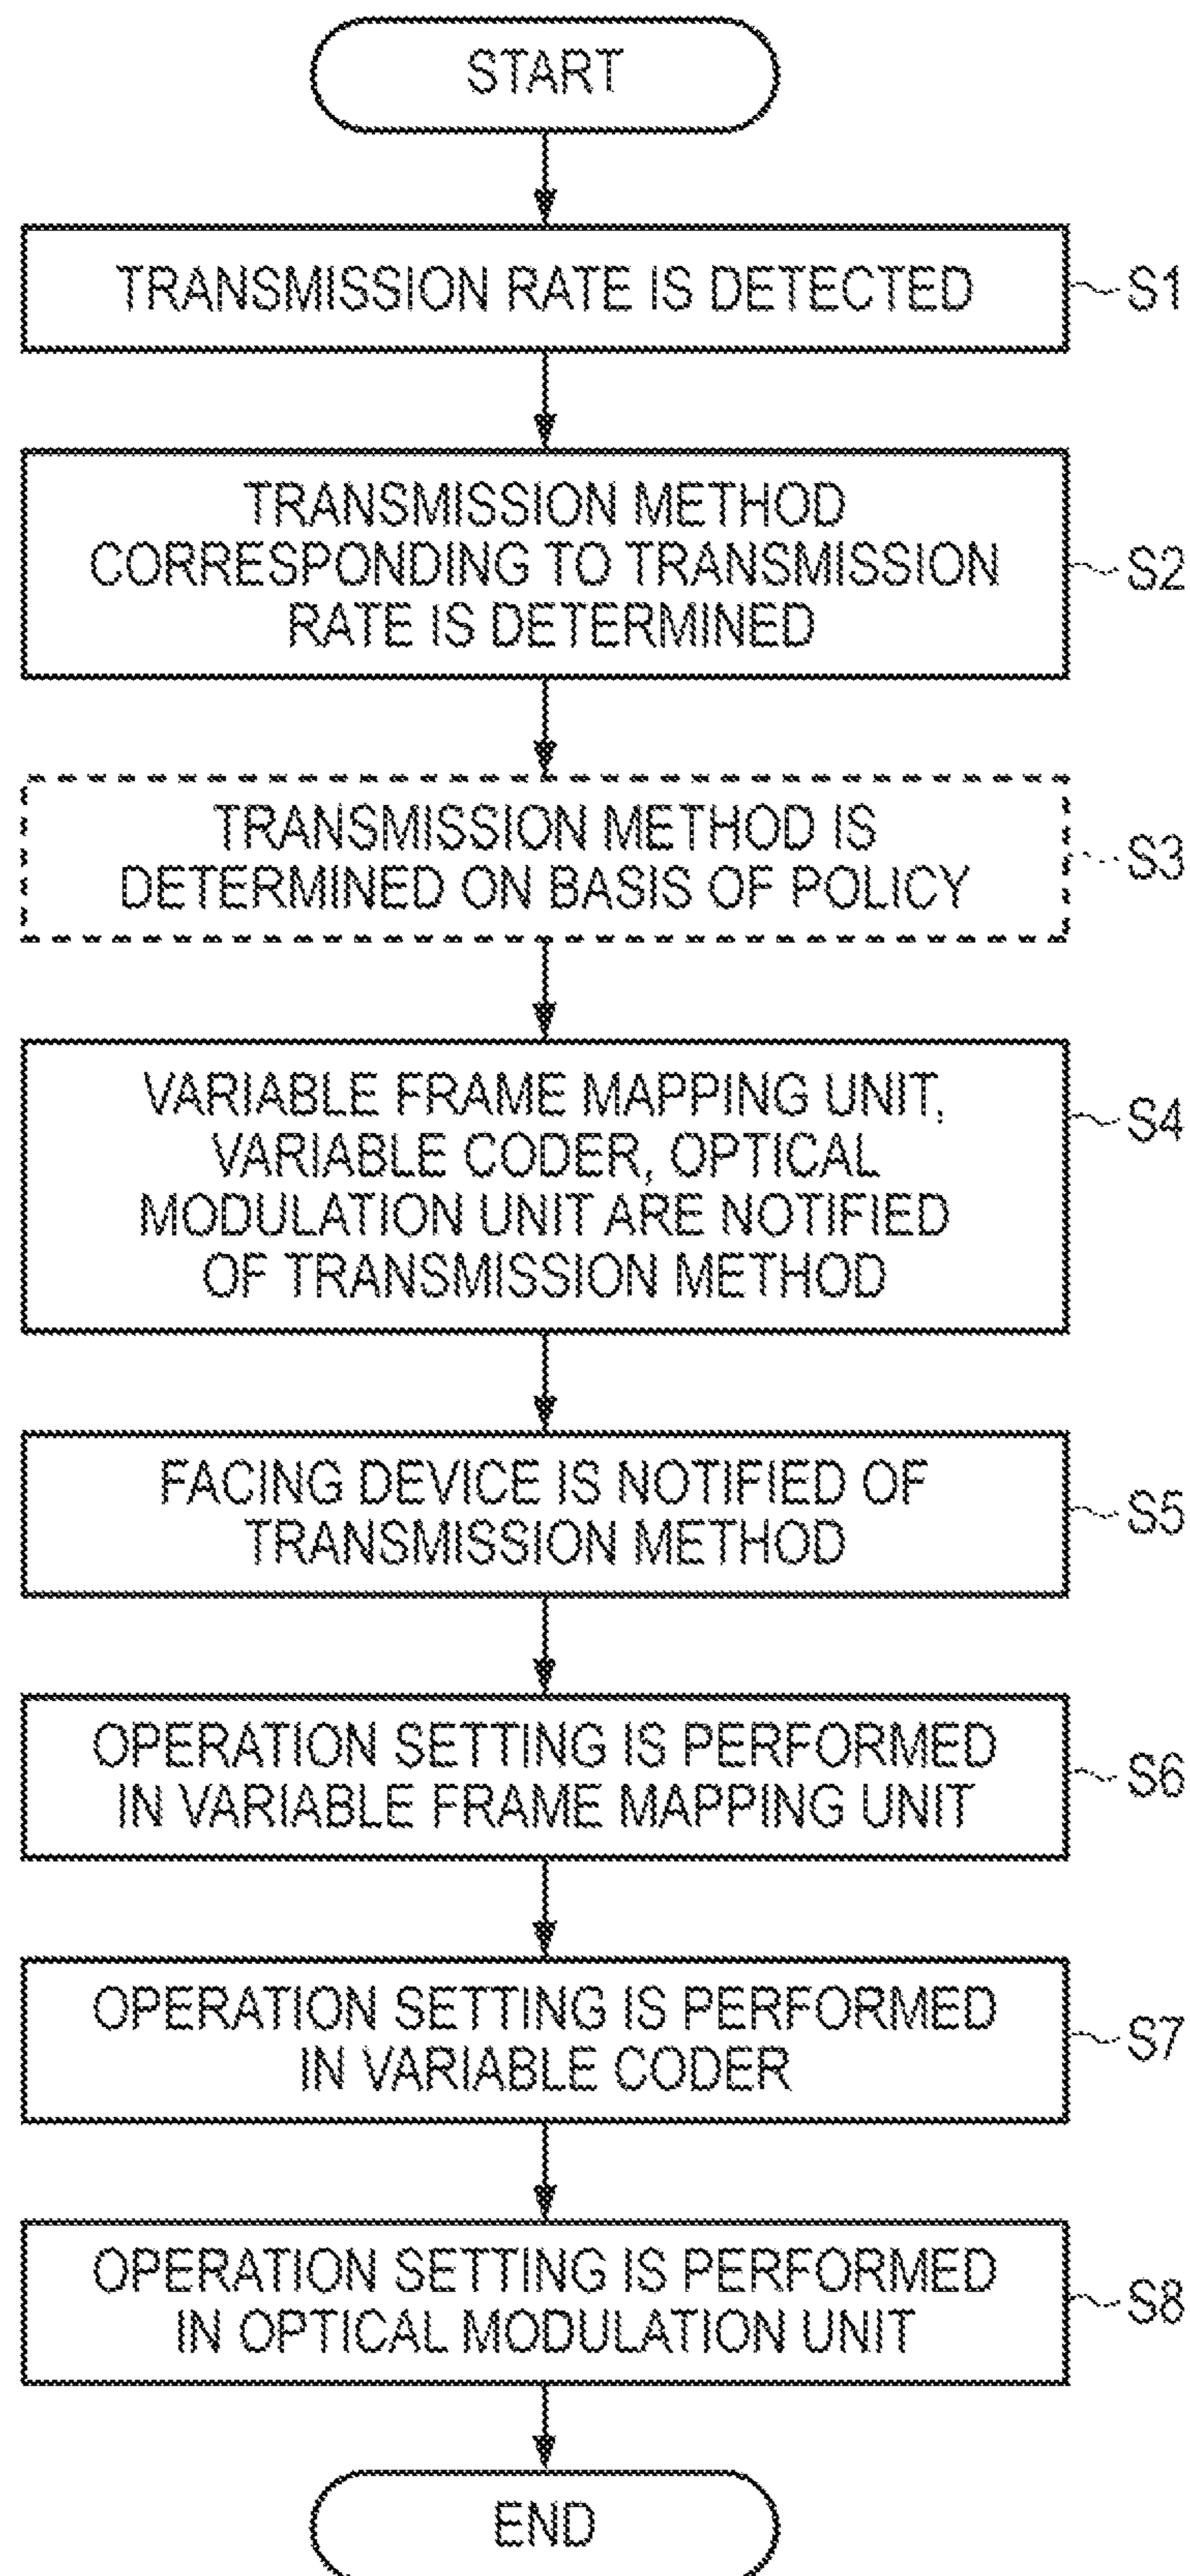 START
TRANSMISSION RATE IS DETECTED
S1
TRANSMISSION METHOD
CORRESPONDING TO TRANSMISSION
RATE IS DETERMINED
S2
TRANSMISSION METHOD IS
DETERMINED ON BASIS OF POLICY
S3
VARIABLE FRAME MAPPING UNIT,
VARIABLE CODER, OPTICAL
MODULATION UNIT ARE NOTIFIED
OF TRANSMISSION METHOD
S4
FACING DEVICE IS NOTIFIED OF
TRANSMISSION METHOD
S5
OPERATION SETTING IS PERFORMED
IN VARIABLE FRAME MAPPING UNIT
S6
OPERATION SETTING IS PERFORMED
IN VARIABLE CODER
S7
OPERATION SETTING IS PERFORMED
IN OPTICAL MODULATION UNIT
S8
END